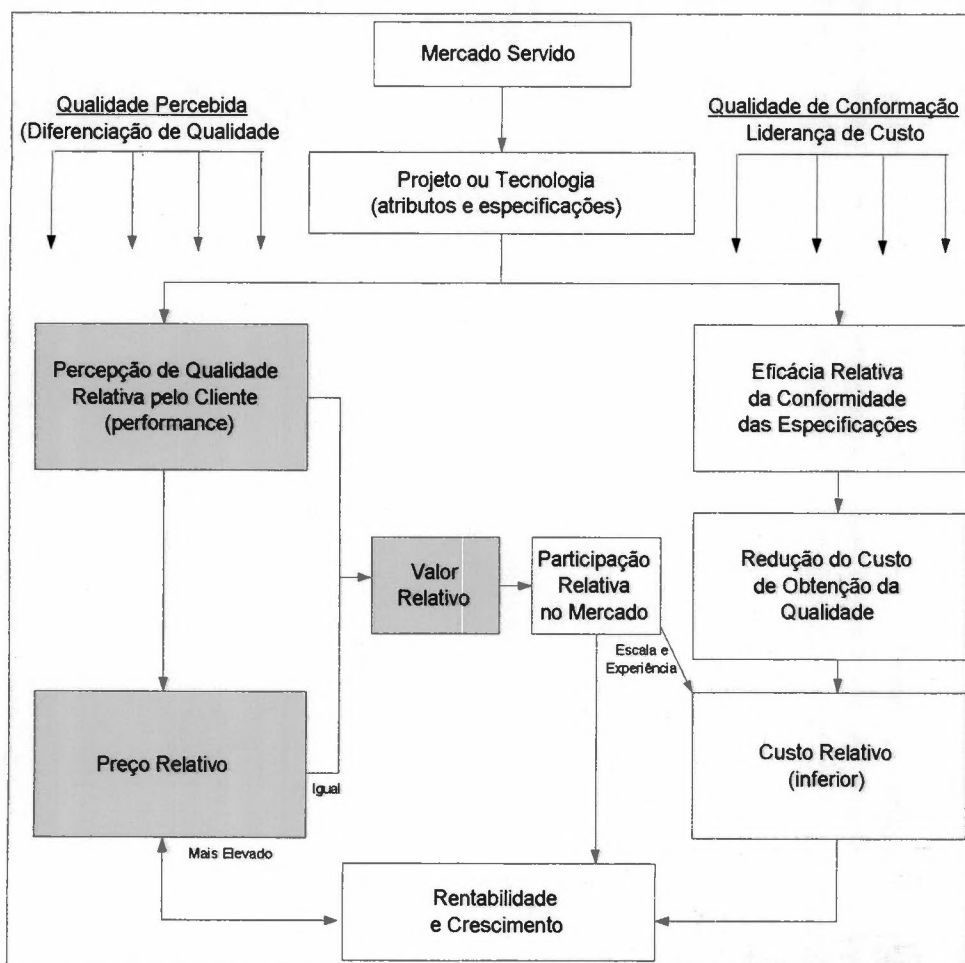 Mercado Servido
Qualidade Percebida
(Diferenciação de Qualidade
Qualidade de Conformação
Liderança de Custo
Projeto ou Tecnologia
(atributos e especificações)
Percepção de Qualidade
Relativa pelo Cliente
(performance)
Eficácia Relativa
da Conformidade
das Especificações
Valor
Relativo
Participação
Relativa
no Mercado
Redução do Custo
de Obtenção da
Qualidade
Escala e
Experiência
Preço Relativo
Igual
Custo Relativo
(inferior)
Mais Elevado
Rentabilidade
e Crescimento